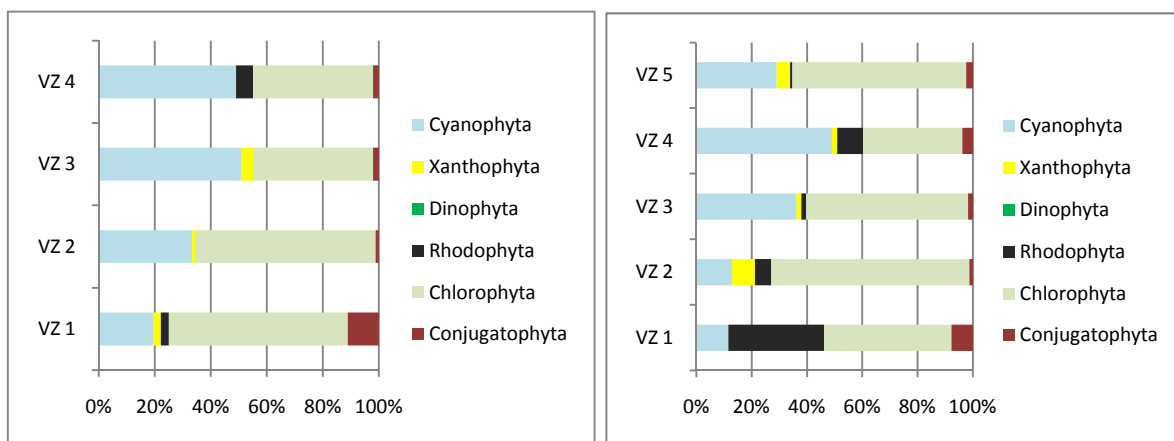 VZ 4
VZ 3
VZ 2
VZ 1
0% 20% 40% 60% 80% 100%
Cyanophyta
Xanthophyta
Dinophyta
Rhodophyta
Chlorophyta
Conjugatophyta
VZ 5
VZ 4
VZ 3
VZ 2
VZ 1
0% 20% 40% 60% 80% 100%
Cyanophyta
Xanthophyta
Dinophyta
Rhodophyta
Chlorophyta
Conjugatophyta